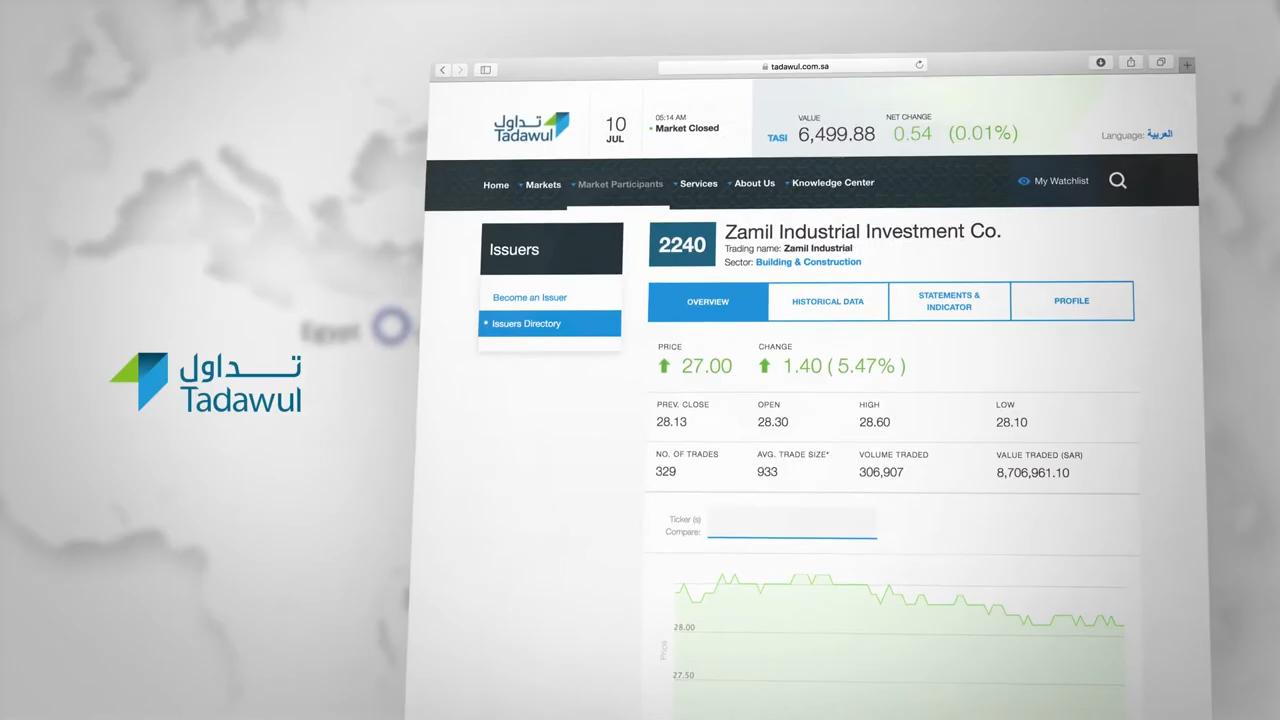 tadawul.com.sa
تداول
Tadawul
10
JUL
05:14 AM
Market Closed
TASI
VALUE
6,499.88
NET CHANGE
0.54 (0.01%)
Language: العربية
Home Markets Market Participants Services About Us Knowledge Center
My Watchlist
Issuers
Become an Issuer
Issuers Directory
2240
Zamil Industrial Investment Co.
Trading name: Zamil Industrial
Sector: Building & Construction
OVERVIEW
HISTORICAL DATA
STATEMENTS &
INDICATOR
PROFILE
PRICE CHANGE
27.00 1.40 ( 5.47% )
PREV. CLOSE OPEN HIGH LOW
28.13 28.30 28.60 28.10
NO. OF TRADES AVG. TRADE SIZE* VOLUME TRADED VALUE TRADED (SAR)
329 933 306,907 8,706,961.10
Ticker (s)
Compare:
28.00
Price
27.50
Egypt
تداول
Tadawul